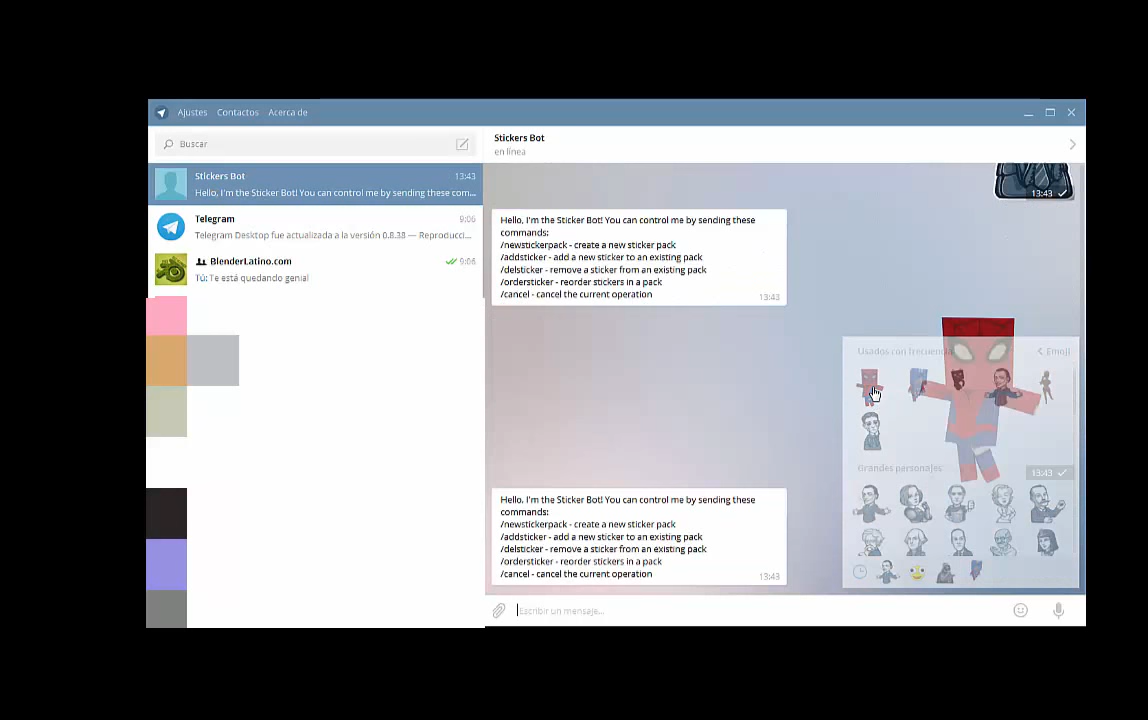 Ajustes Contactos Acerca de
Buscar
Stickers Bot 13:43
Hello, I'm the Sticker Bot! You can control me by sending these com...
Telegram 9:06
Telegram Desktop fue actualizada a la versión 0.8.38 — Reproducci...
BlenderLatino.com 9:06
Tú: Te está quedando genial
Stickers Bot
en línea
13:43
Hello, I'm the Sticker Bot! You can control me by sending these
commands:
/newstickerpack - create a new sticker pack
/addsticker - add a new sticker to an existing pack
/delsticker - remove a sticker from an existing pack
/ordersticker - reorder stickers in a pack
/cancel - cancel the current operation
13:43
Usados con frecuencia Emoji
Grandes personajes
13:43
Hello, I'm the Sticker Bot! You can control me by sending these
commands:
/newstickerpack - create a new sticker pack
/addsticker - add a new sticker to an existing pack
/delsticker - remove a sticker from an existing pack
/ordersticker - reorder stickers in a pack
/cancel - cancel the current operation
13:43
Escribir un mensaje...